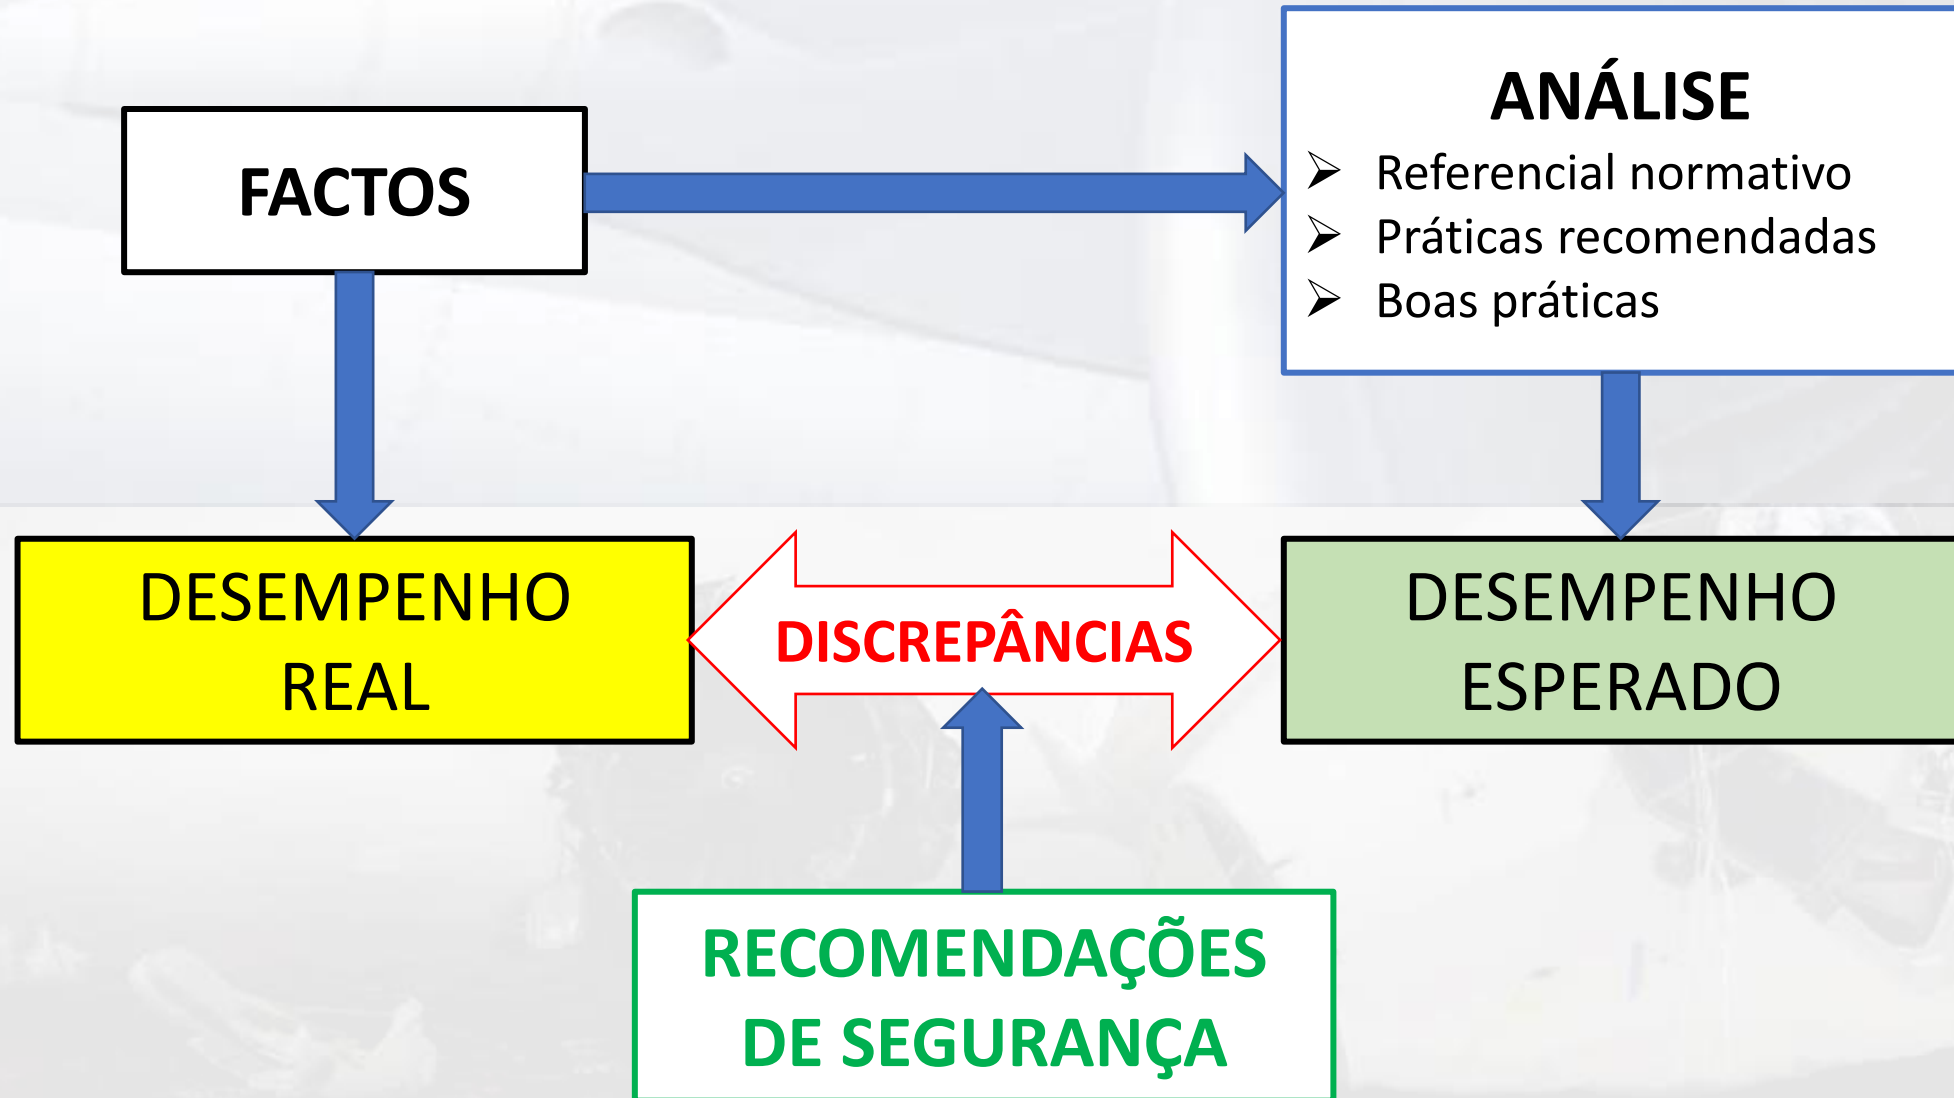 FACTOS
ANÁLISE
Referencial normativo
Práticas recomendadas
Boas práticas
DESEMPENHO
REAL
DISCREPÂNCIAS
DESEMPENHO
ESPERADO
RECOMENDAÇÕES
DE SEGURANÇA